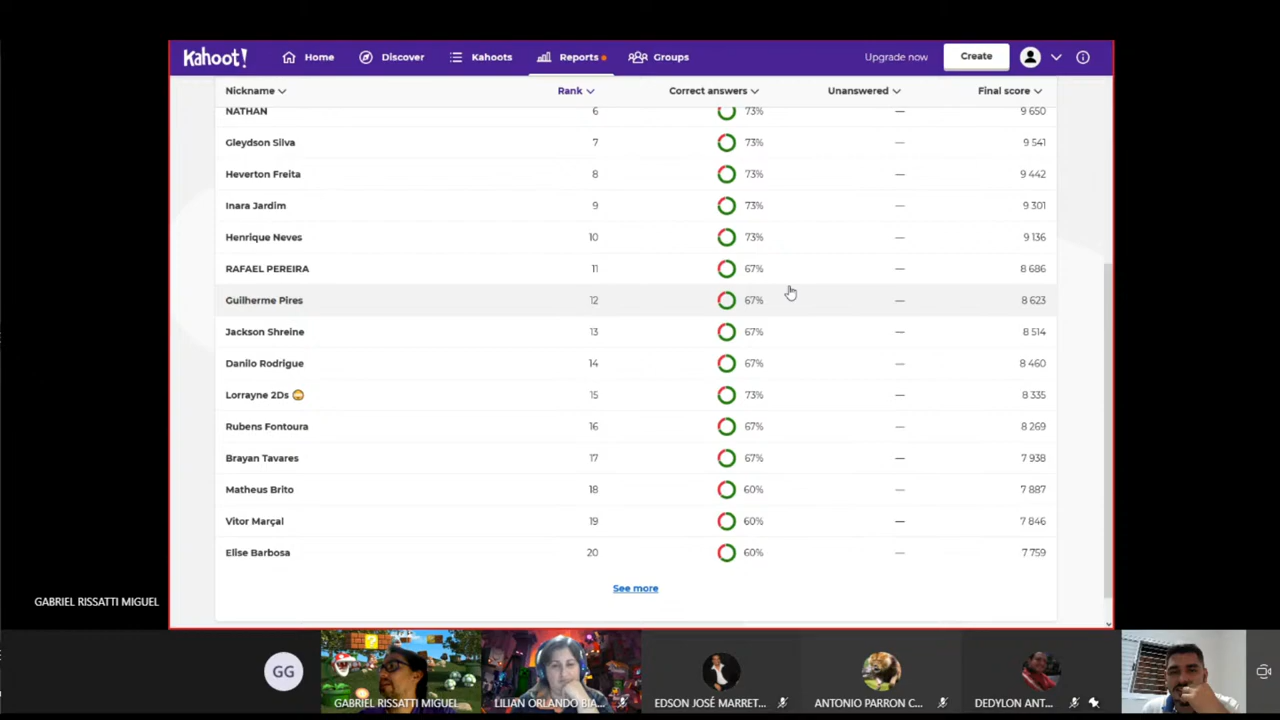 Kahoot! Home Discover Kahoots Reports Groups Upgrade now Create
Nickname Rank Correct answers Unanswered Final score
NATHAN 6 73% — 9 650
Gleydson Silva 7 73% — 9 541
Heverton Freita 8 73% — 9 442
Inara Jardim 9 73% — 9 301
Henrique Neves 10 73% — 9 136
RAFAEL PEREIRA 11 67% — 8 686
Guilherme Pires 12 67% — 8 623
Jackson Shreine 13 67% — 8 514
Danilo Rodrigue 14 67% — 8 460
Lorrayne 2Ds 15 73% — 8 335
Rubens Fontoura 16 67% — 8 269
Brayan Tavares 17 67% — 7 938
Matheus Brito 18 60% — 7 887
Vitor Marçal 19 60% — 7 846
Elise Barbosa 20 60% — 7 759
See more
GABRIEL RISSATTI MIGUEL
GG
GABRIEL RISSATTI MIGUEL LILIAN ORLANDO BIA... EDSON JOSÉ MARRET... ANTONIO PARRON C... DEDYLON ANT...